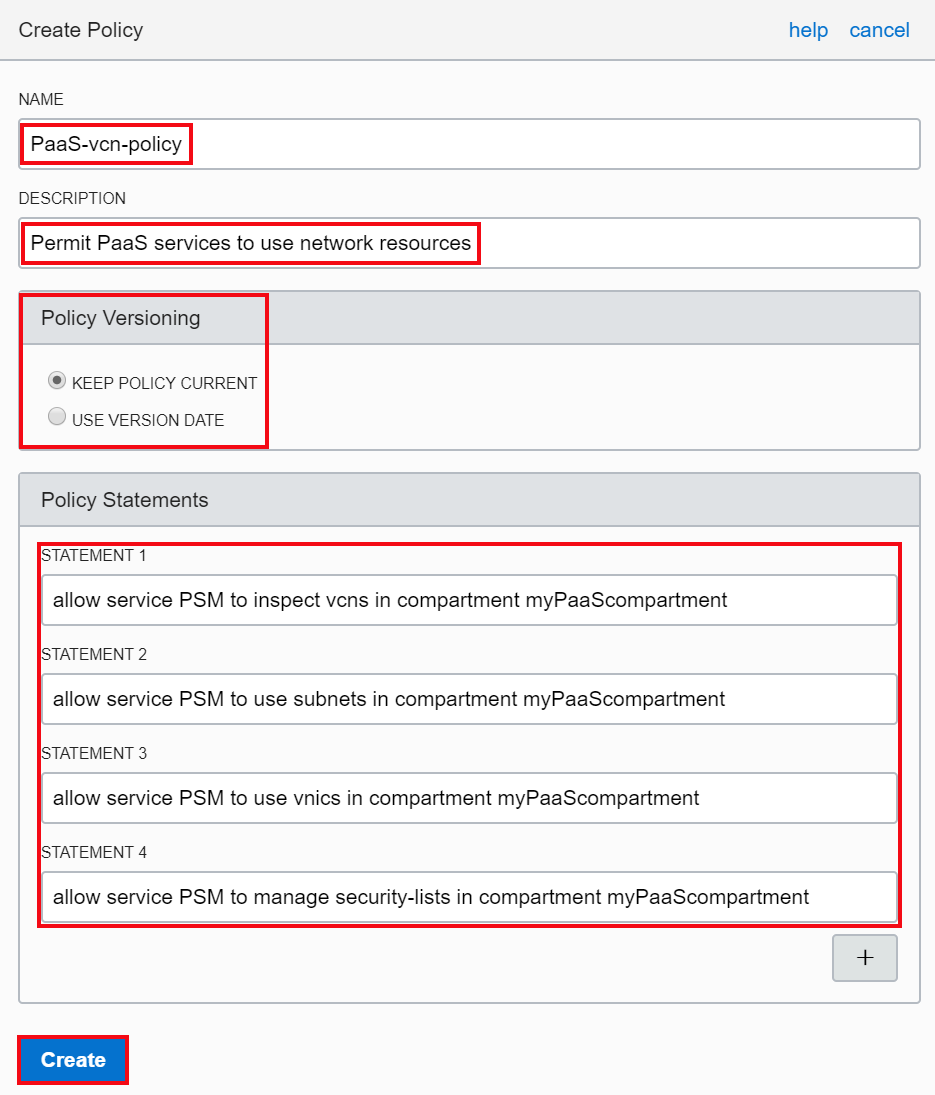 Create Policy help cancel
NAME
PaaS-vcn-policy
DESCRIPTION
Permit PaaS services to use network resources
Policy Versioning
KEEP POLICY CURRENT
USE VERSION DATE
Policy Statements
STATEMENT 1
allow service PSM to inspect vcns in compartment myPaaScompartment
STATEMENT 2
allow service PSM to use subnets in compartment myPaaScompartment
STATEMENT 3
allow service PSM to use vnics in compartment myPaaScompartment
STATEMENT 4
allow service PSM to manage security-lists in compartment myPaaScompartment
+
Create